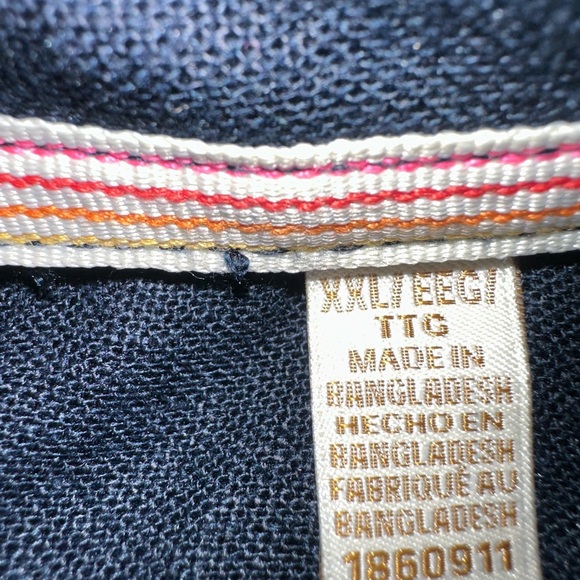 XXL/EEG/
TTG
MADE IN
BANGLADESH
HECHO EN
BANGLADESH
FABRIQUÉ AU
BANGLADESH
1860911